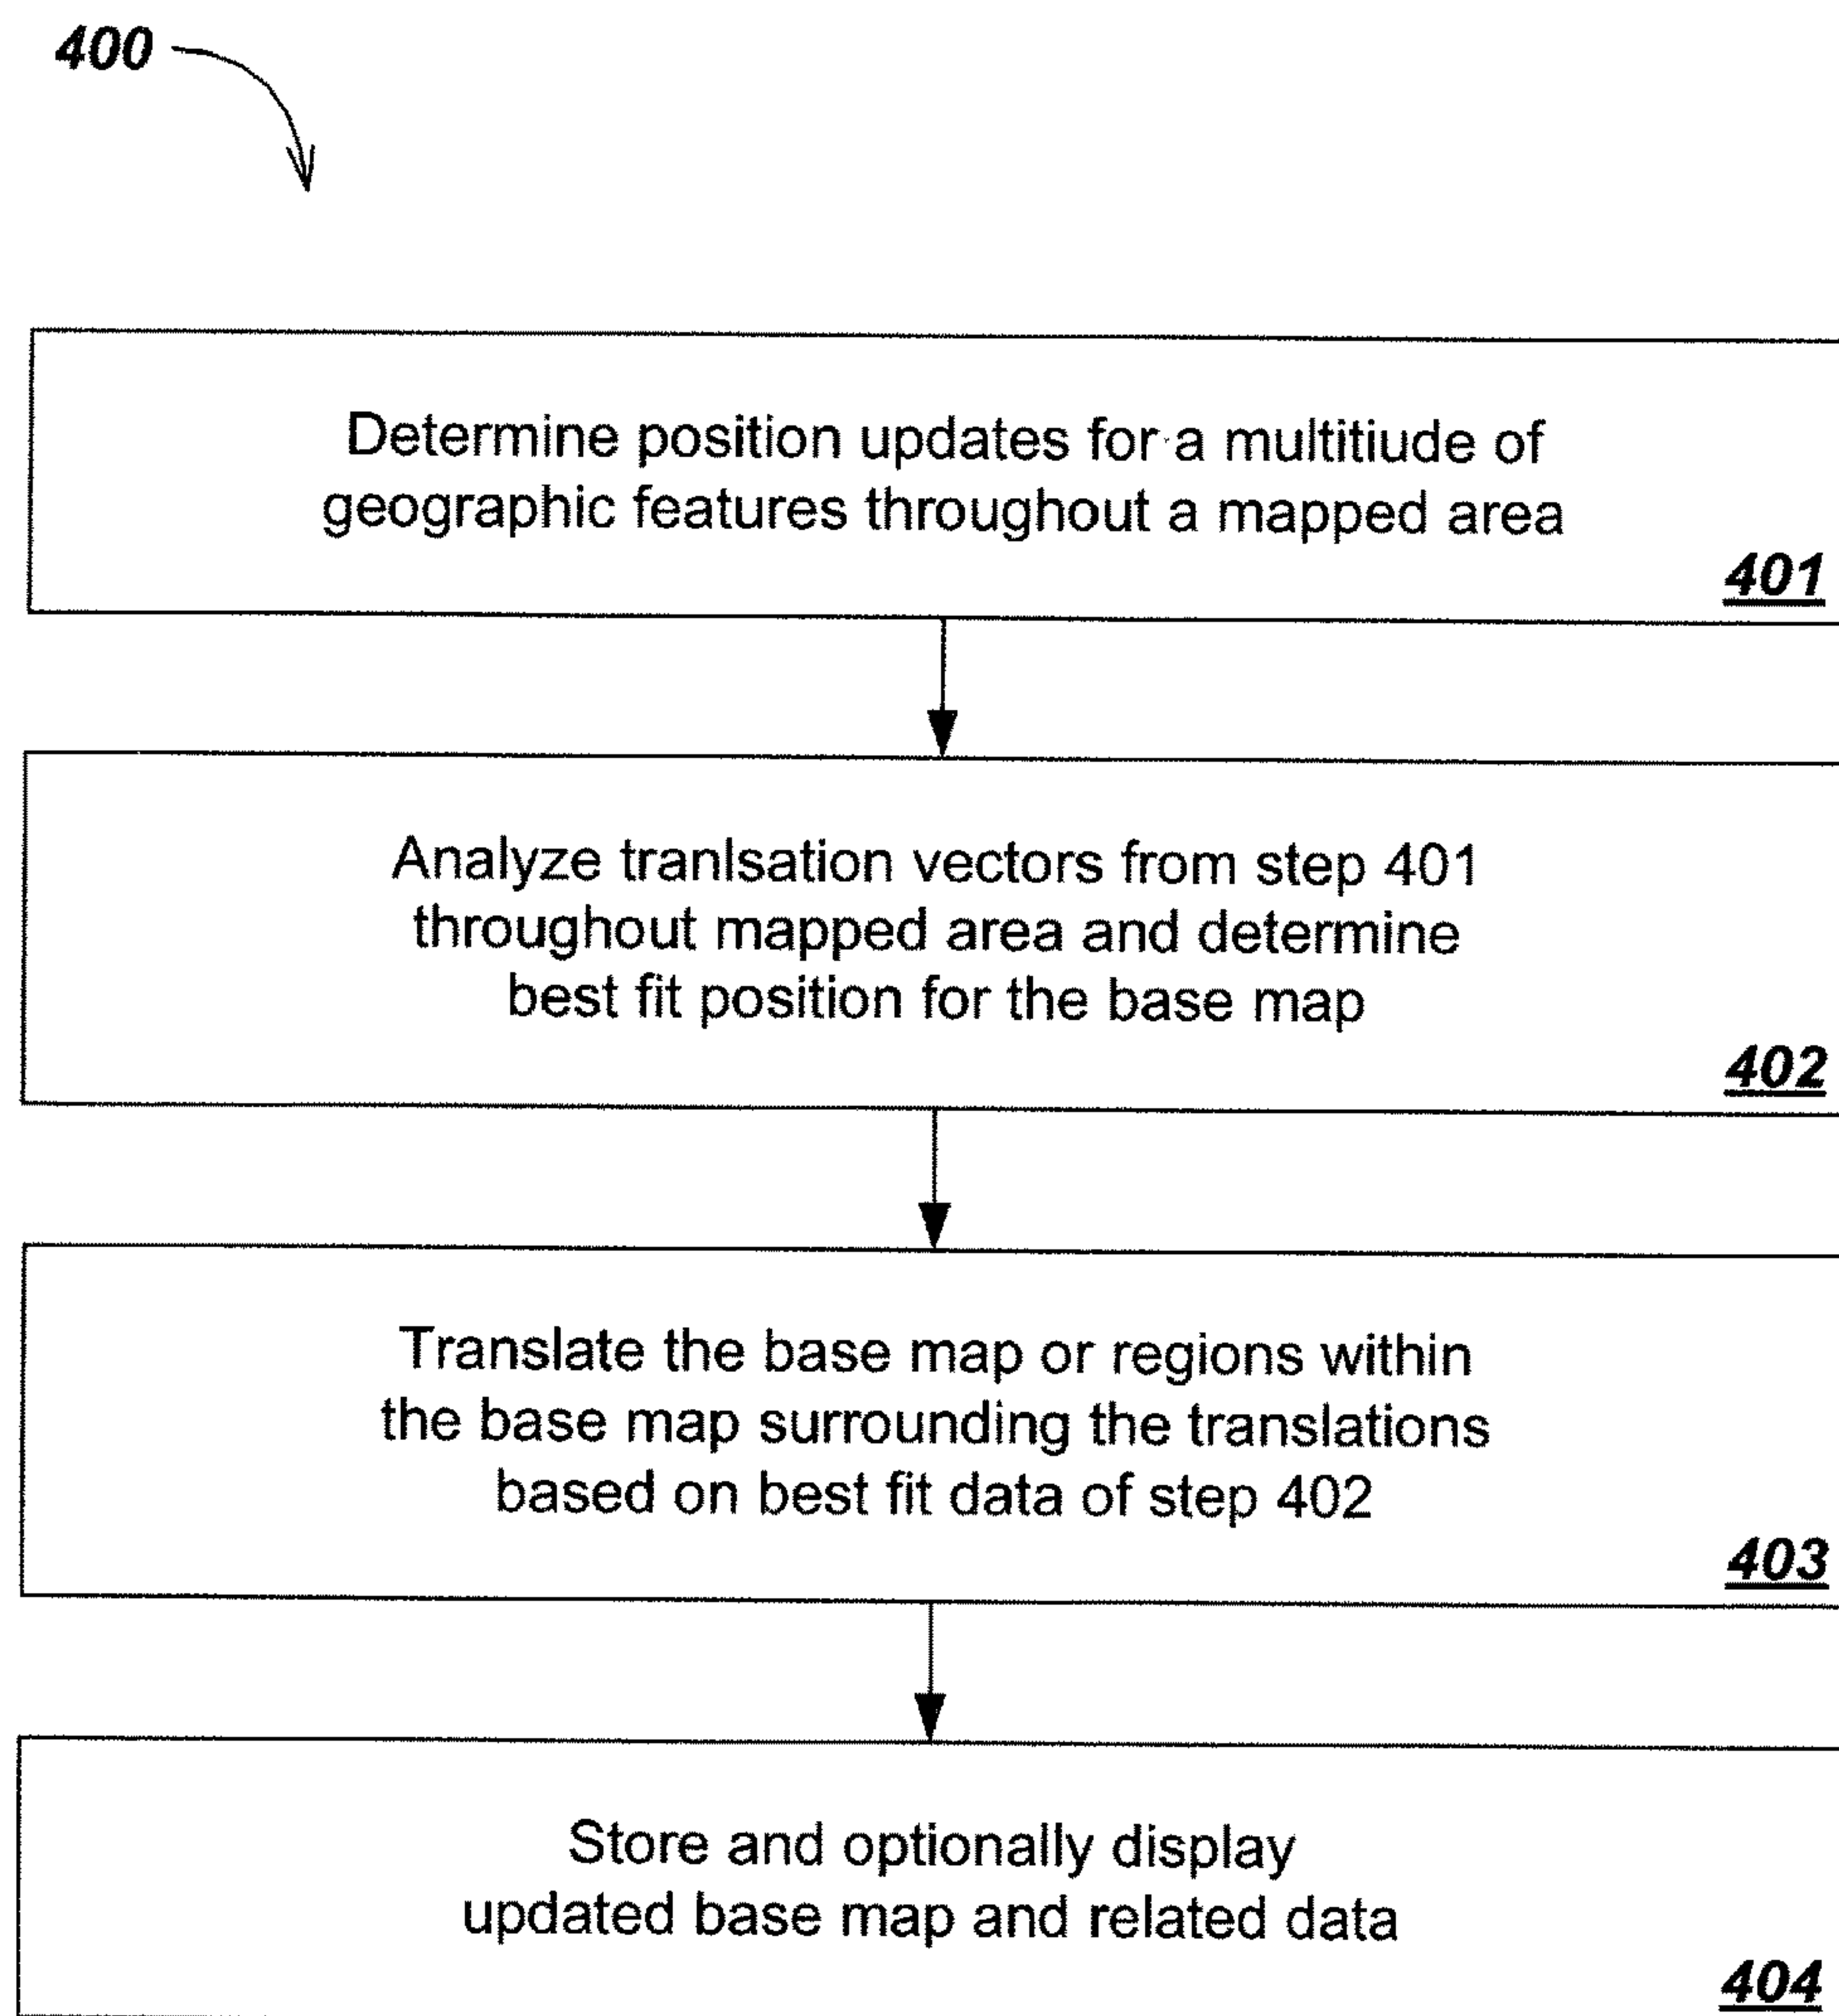 400
Determine position updates for a multitiude of
geographic features throughout a mapped area
401
Analyze tranlsation vectors from step 401
throughout mapped area and determine
best fit position for the base map
402
Translate the base map or regions within
the base map surrounding the translations
based on best fit data of step 402
403
Store and optionally display
updated base map and related data
404